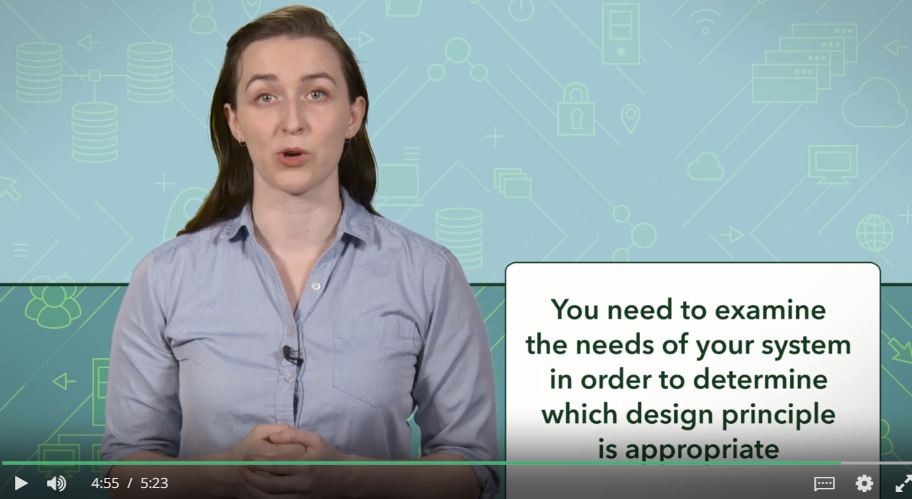 You need to examine
the needs of your system
in order to determine
which design principle
is appropriate
4:55 / 5:23